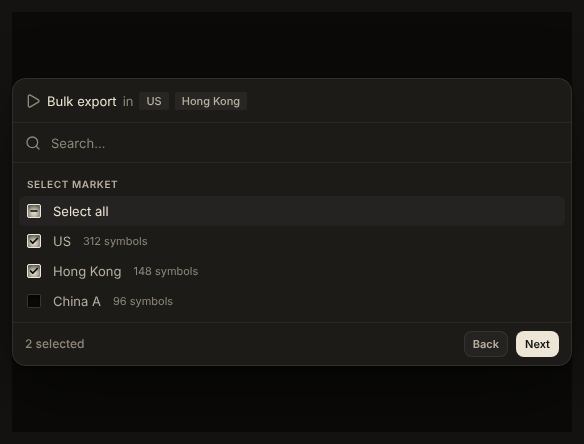 Bulk export in US Hong Kong
Search...
SELECT MARKET
Select all
US 312 symbols
Hong Kong 148 symbols
China A 96 symbols
2 selected Back Next